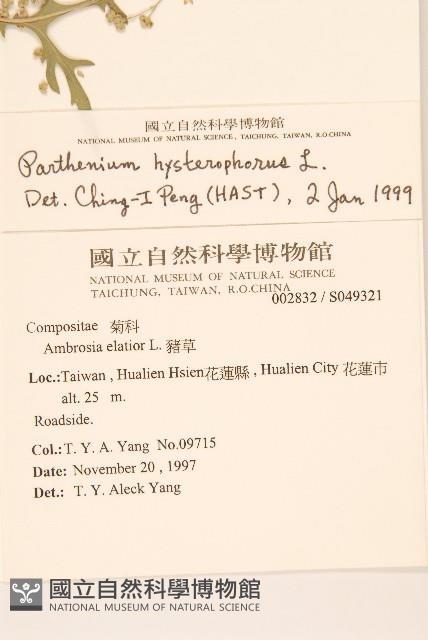 國立自然科學博物館
NATIONAL MUSEUM OF NATURAL SCIENCE, TAICHUNG, TAIWAN, R.O.CHINA
Parthenium hysterophorus L.
Det. Ching-I Peng (HAST), 2 Jan 1999
國立自然科學博物館
NATIONAL MUSEUM OF NATURAL SCIENCE
TAICHUNG, TAIWAN, R.O.CHINA
002832 / S049321
Compositae 菊科
Ambrosia elatior L.豬草
Loc.:Taiwan , Hualien Hsien花蓮縣 , Hualien City 花蓮市
alt. 25 m.
Roadside.
Col.:T. Y. A. Yang No.09715
Date: November 20 , 1997
Det.: T. Y. Aleck Yang
國立自然科學博物館
NATIONAL MUSEUM OF NATURAL SCIENCE